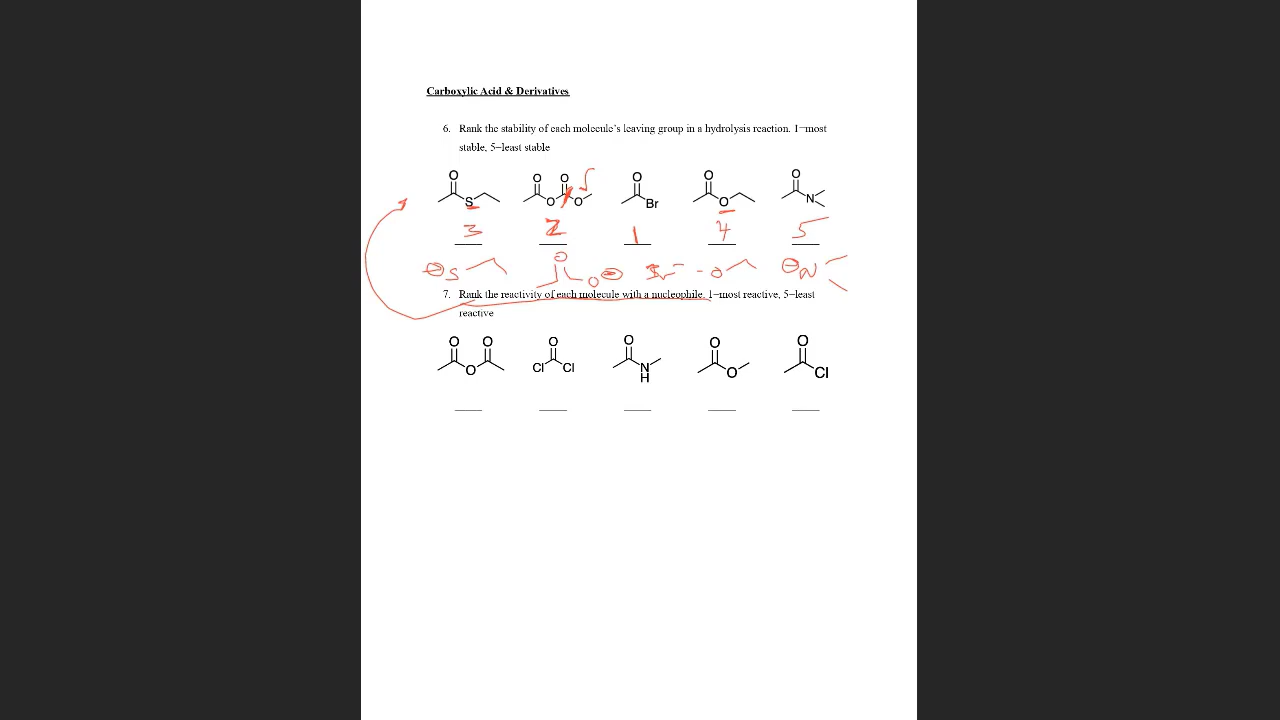 Carboxylic Acid & Derivatives
6. Rank the stability of each molecule's leaving group in a hydrolysis reaction. 1=most
stable, 5=least stable
O O O O O O
S O O Br O N
3 2 1 4 5
O
⊖S O⊖ Br⁻ -O ⊖N
7. Rank the reactivity of each molecule with a nucleophile. 1=most reactive, 5=least
reactive
O O O O O O
O Cl Cl N O Cl
H